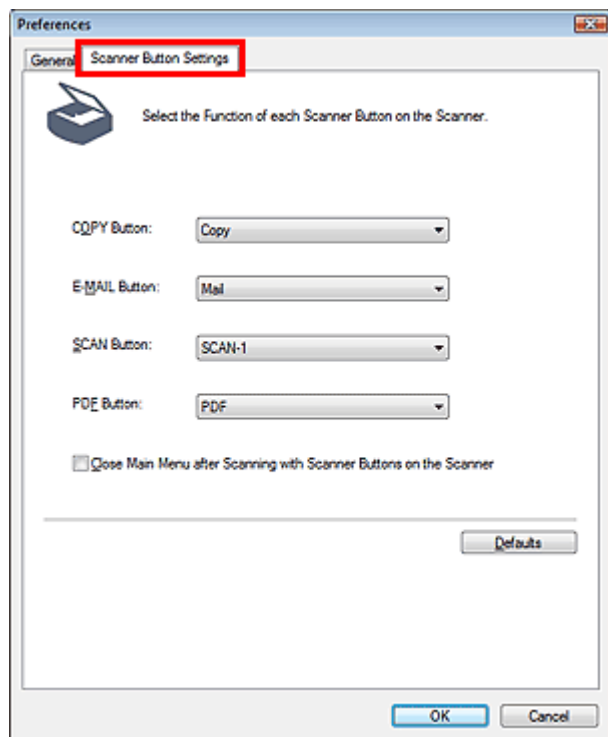 Preferences
General
Scanner Button Settings
Select the Function of each Scanner Button on the Scanner.
COPY Button:
Copy
E-MAIL Button:
Mail
SCAN Button:
SCAN-1
PDF Button:
PDF
Close Main Menu after Scanning with Scanner Buttons on the Scanner
Defaults
OK
Cancel